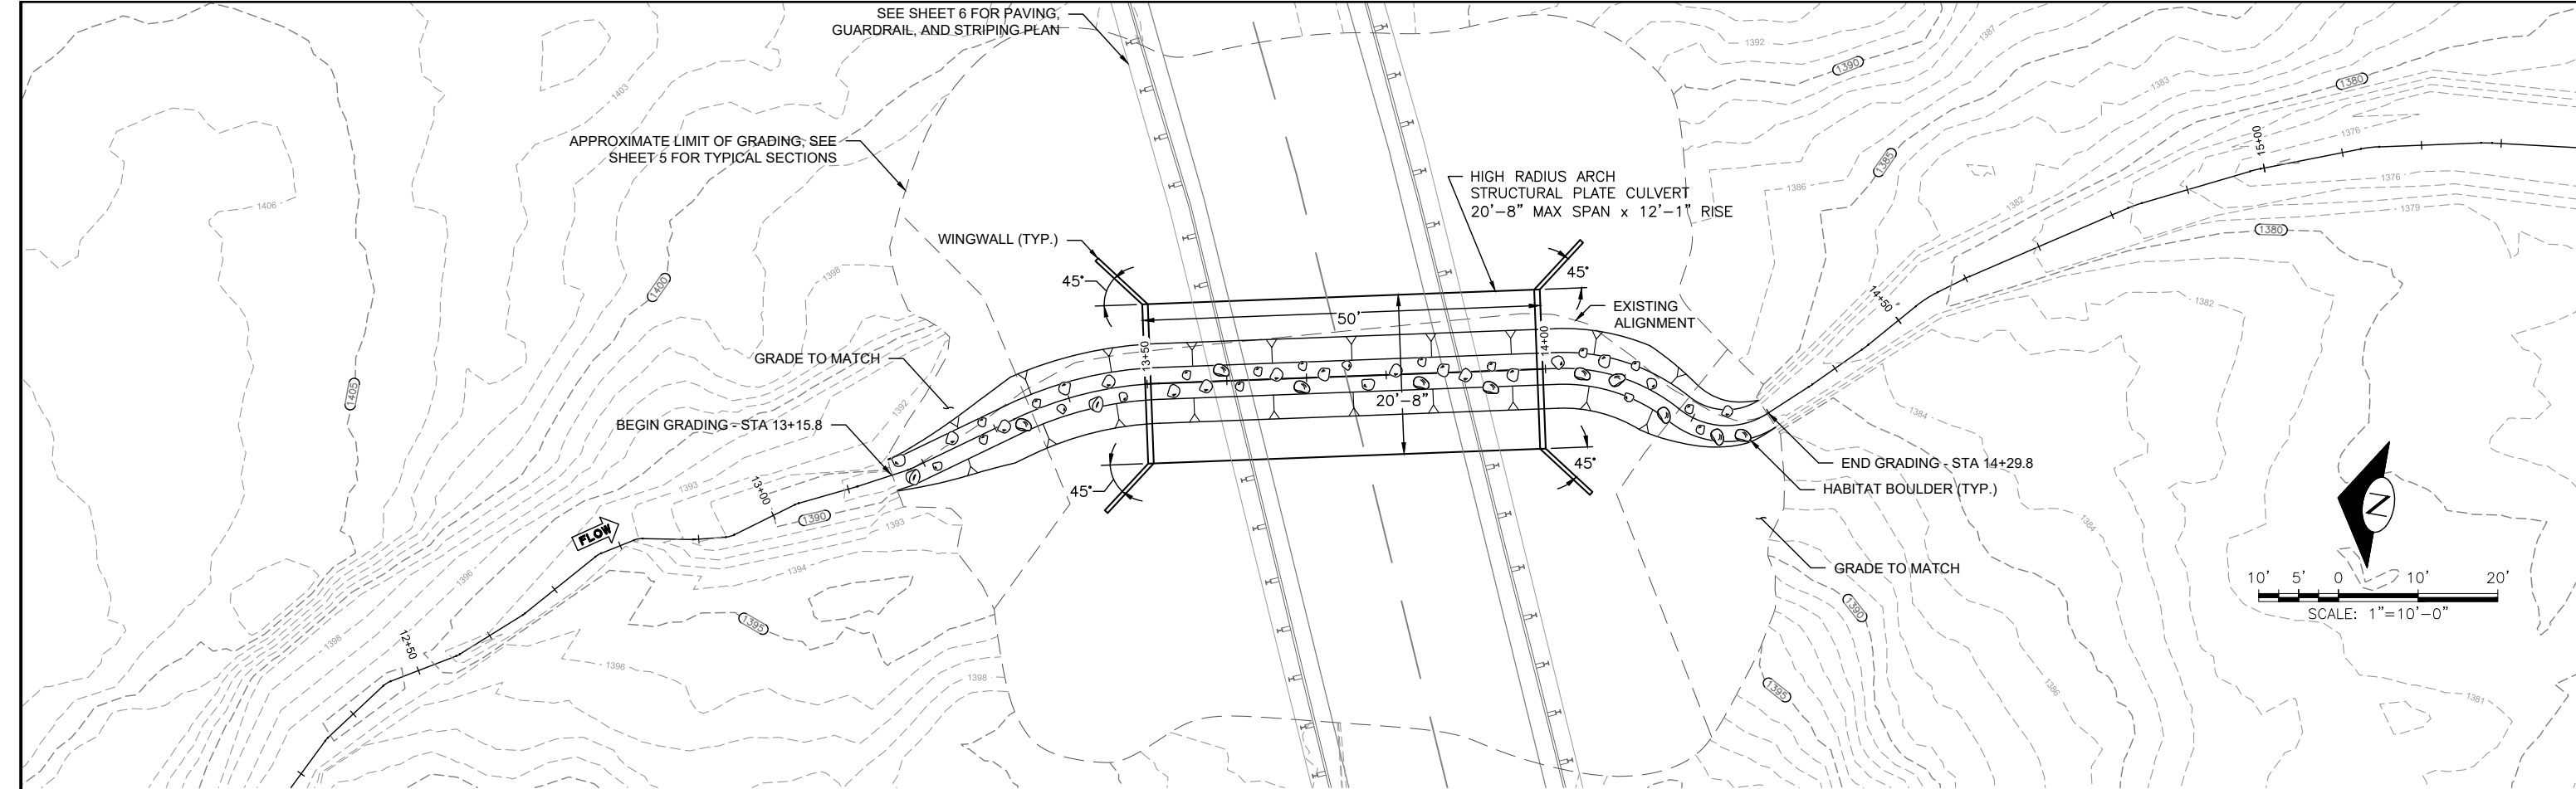 SEE SHEET 6 FOR PAVING,
GUARDRAIL, AND STRIPING PLAN
1392
1387
1390
1380
1383
1403
1376
15+00
APPROXIMATE LIMIT OF GRADING, SEE
SHEET 5 FOR TYPICAL SECTIONS
1385
HIGH RADIUS ARCH
STRUCTURAL PLATE CULVERT
20'-8" MAX SPAN x 12'-1" RISE
1386
1376
1382
1379
1406
1380
WINGWALL (TYP.)
1398
45°
45°
1400
14+50
1382
EXISTING
ALIGNMENT
50'
13+50
14+00
GRADE TO MATCH
1405
1392
20'-8"
1384
BEGIN GRADING - STA 13+15.8
END GRADING - STA 14+29.8
45°
45°
HABITAT BOULDER (TYP.)
1393
13+00
1390
1393
N
FLOW
1384
1394
GRADE TO MATCH
1396
10' 5' 0 10' 20'
SCALE: 1"=10'-0"
1390
1395
12+50
1398
1396
1398
1386
1395
1381